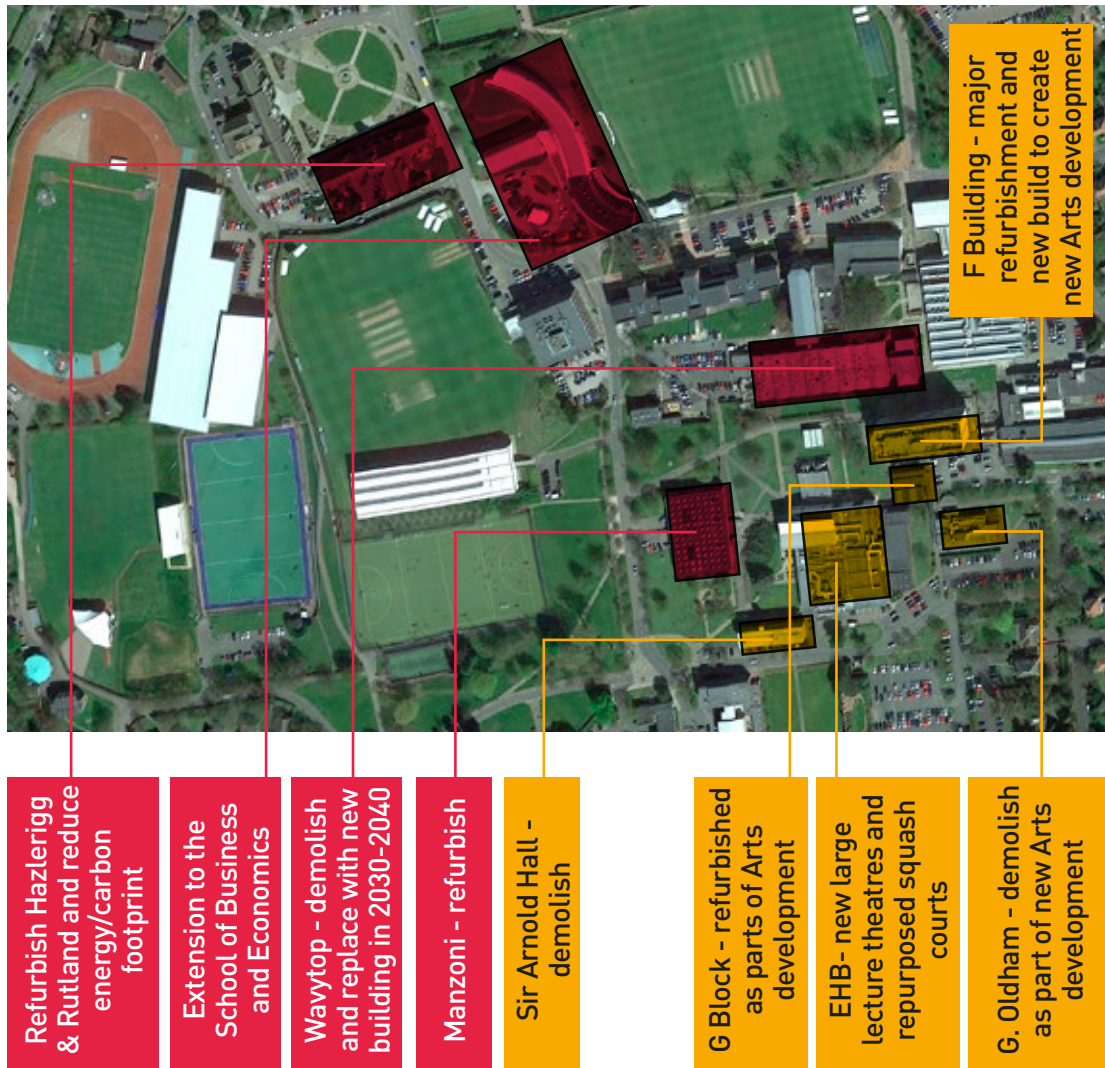 Refurbish Hazlerigg
& Rutland and reduce
energy/carbon
footprint
Extension to the
School of Business
and Economics
Wavytop - demolish
and replace with new
building in 2030-2040
Manzoni - refurbish
Sir Arnold Hall -
demolish
G Block - refurbished
as parts of Arts
development
EHB- new large
lecture theatres and
repurposed squash
courts
G. Oldham - demolish
as part of new Arts
development
F Building - major
refurbishment and
new build to create
new Arts development